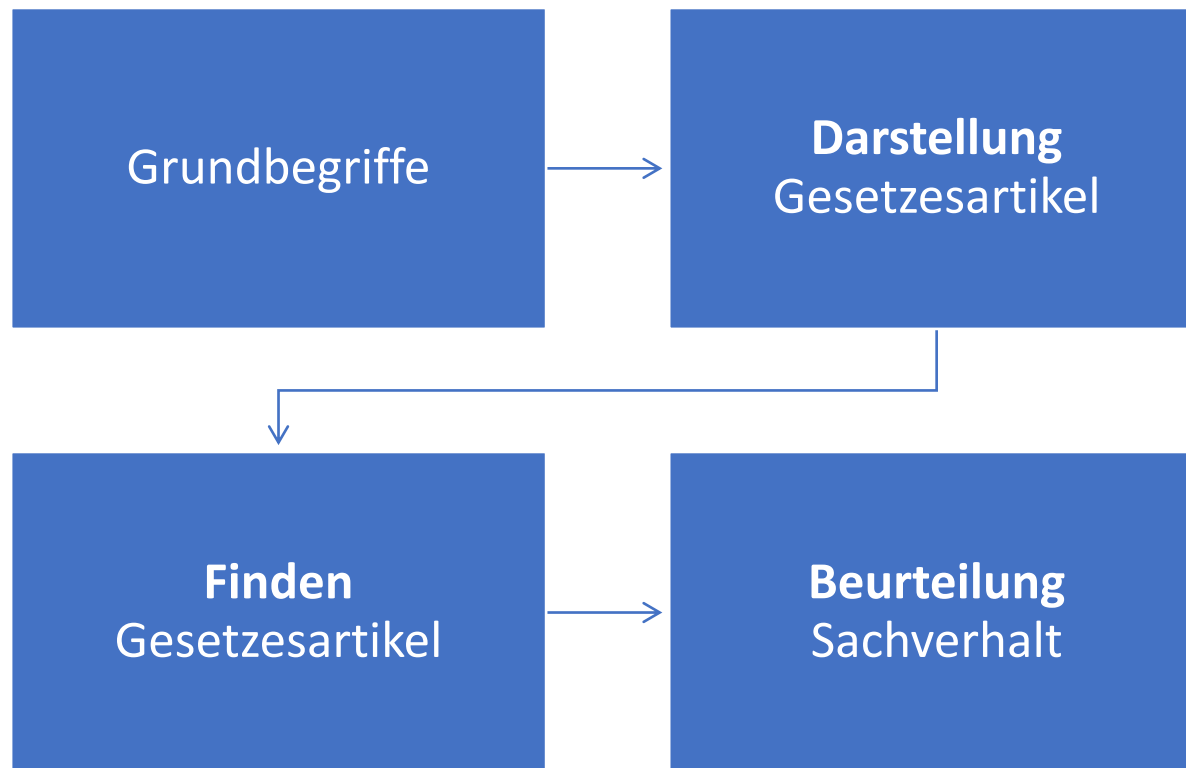 Grundbegriffe
Darstellung
Gesetzesartikel
Finden
Gesetzesartikel
Beurteilung
Sachverhalt